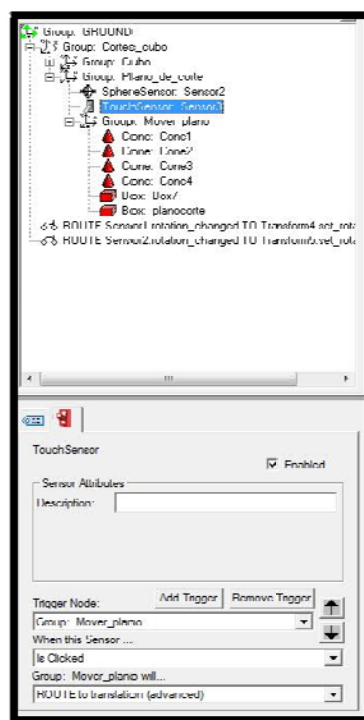 Group: GROUND
Group: Cortec_cubo
Group: Cubo
Group: Plano_de_corte
SphereSensor: Sensor2
TouchSensor: Sensor3
Group: Mover_plano
Cone: Cone1
Cone: Cone2
Cone: Cone3
Cone: Cone4
Box: Box7
Box: planocorte
ROUTE Sensor1.rotation_changed TO Transform4.set_rota
ROUTE Sensor2.rotation_changed TO Transform5.set_rota
TouchSensor
Enabled
Sensor Attributes
Description:
Trigger Node:
Add Trigger
Remove Trigger
Group: Mover_plano
When this Sensor ...
Is Clicked
Group: Mover_plano will...
ROUTE to translation (advanced)